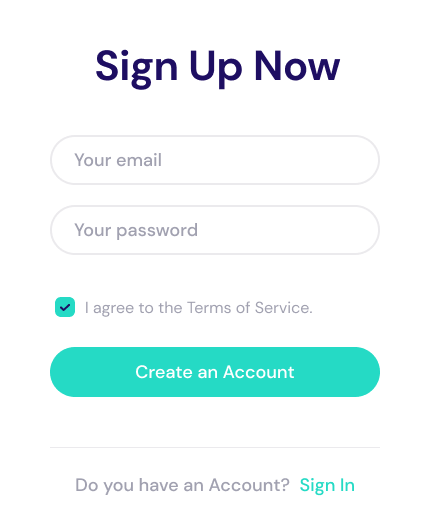 Sign Up Now
Your email
Your password
I agree to the Terms of Service.
Create an Account
Do you have an Account? Sign In